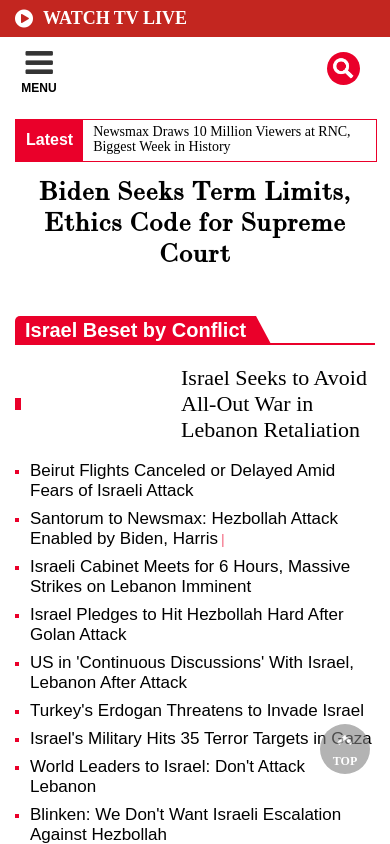 WATCH TV LIVE
MENU
Latest
Newsmax Draws 10 Million Viewers at RNC,
Biggest Week in History
Biden Seeks Term Limits,
Ethics Code for Supreme
Court
Israel Beset by Conflict
Israel Seeks to Avoid
All-Out War in
Lebanon Retaliation
Beirut Flights Canceled or Delayed Amid
Fears of Israeli Attack
Santorum to Newsmax: Hezbollah Attack
Enabled by Biden, Harris |
Israeli Cabinet Meets for 6 Hours, Massive
Strikes on Lebanon Imminent
Israel Pledges to Hit Hezbollah Hard After
Golan Attack
US in 'Continuous Discussions' With Israel,
Lebanon After Attack
Turkey's Erdogan Threatens to Invade Israel
Israel's Military Hits 35 Terror Targets in Gaza
TOP
World Leaders to Israel: Don't Attack
Lebanon
Blinken: We Don't Want Israeli Escalation
Against Hezbollah